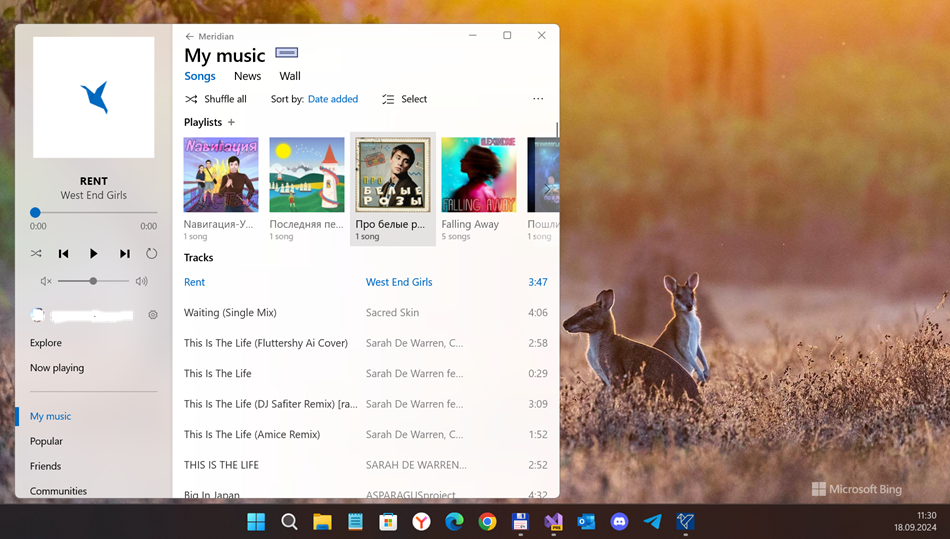 Meridian
My music
Songs News Wall
Shuffle all Sort by: Date added Select
Playlists +
Навигация-У...
1 song
Последняя пе...
1 song
Про белые р...
1 song
Falling Away
5 songs
Пошли
1 song
Навигация
БЕЛЫЕ
РОЗЫ
FALLING AWAY
Tracks
Rent West End Girls 3:47
Waiting (Single Mix) Sacred Skin 4:06
This Is The Life (Fluttershy Ai Cover) Sarah De Warren, C... 2:58
This Is The Life Sarah De Warren fe... 0:29
This Is The Life (DJ Safiter Remix) [ra... Sarah De Warren fe... 3:09
This Is The Life (Amice Remix) Sarah De Warren, C... 1:52
THIS IS THE LIFE SARAH DE WARREN... 2:52
Big In Japan ASPARAGUSproject 4:32
RENT
West End Girls
0:00 0:00
Explore
Now playing
My music
Popular
Friends
Communities
Microsoft Bing
11:30
18.09.2024